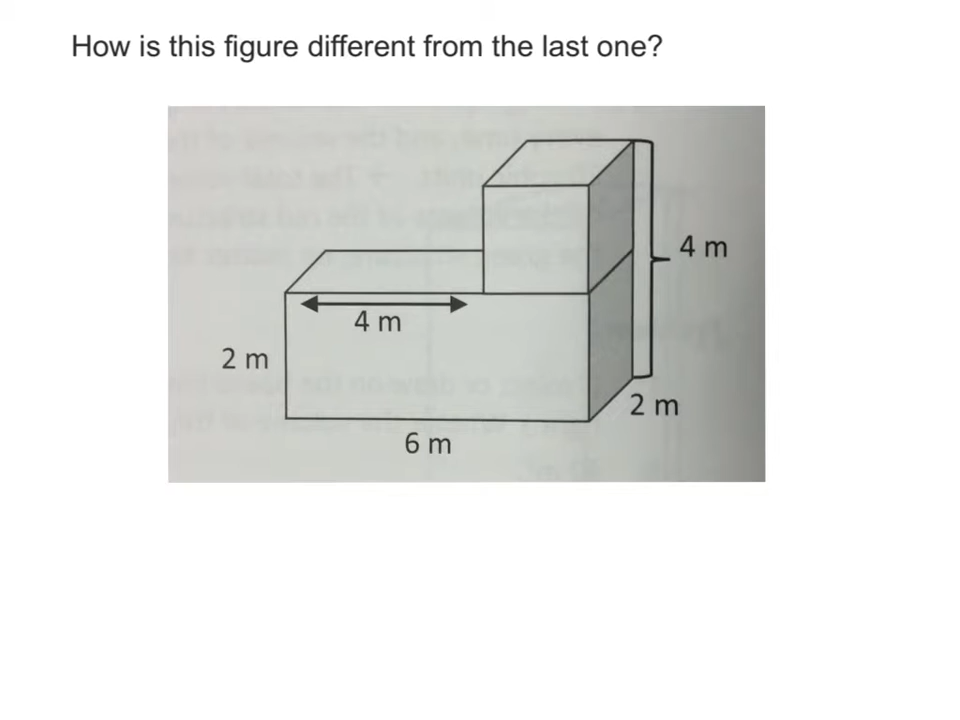 How is this figure different from the last one?
4 m
4 m
2 m
2 m
6 m